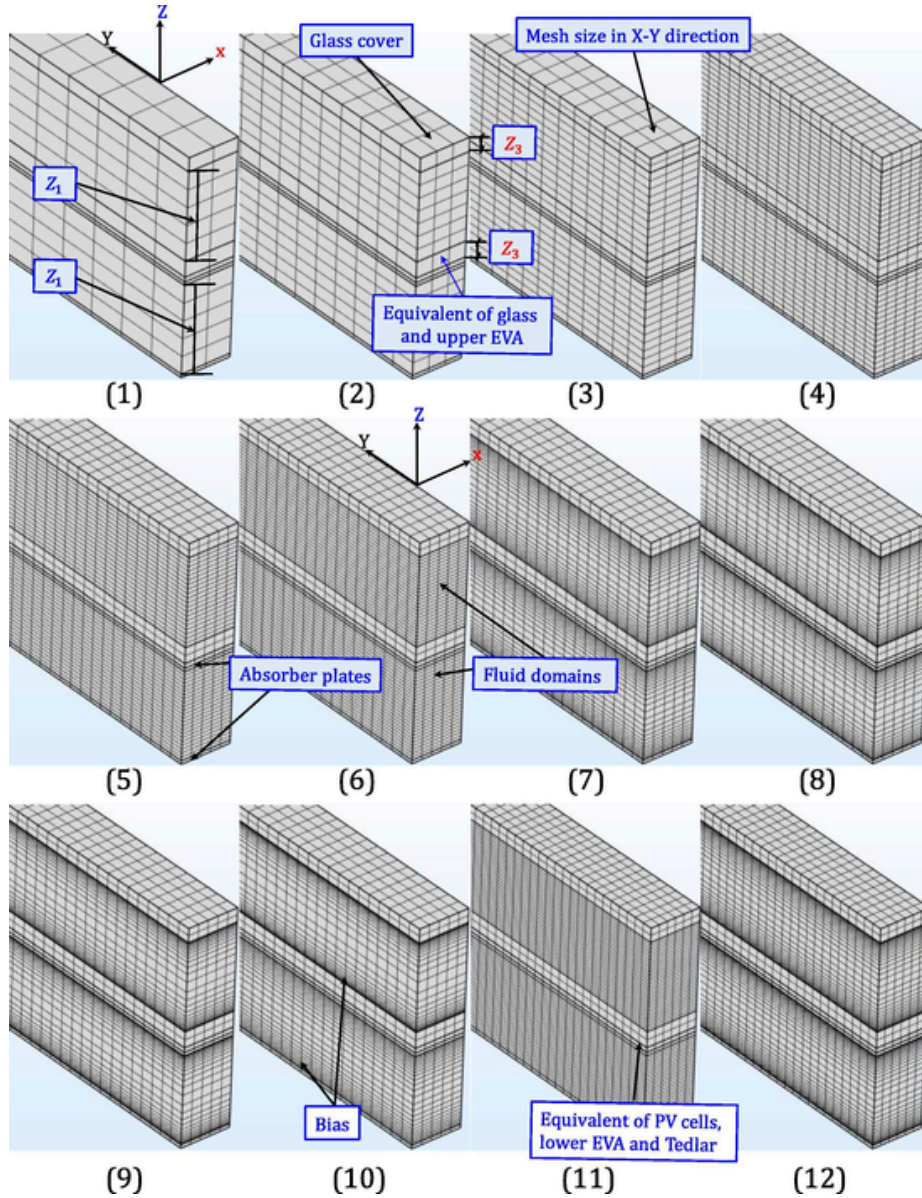 Z
Y
x
Glass cover
Mesh size in X-Y direction
Z₃
Z₁
Z₃
Z₁
Equivalent of glass
and upper EVA
(1)
(2)
(3)
(4)
Z
Y
x
Absorber plates
Fluid domains
(5)
(6)
(7)
(8)
Bias
Equivalent of PV cells,
lower EVA and Tedlar
(9)
(10)
(11)
(12)